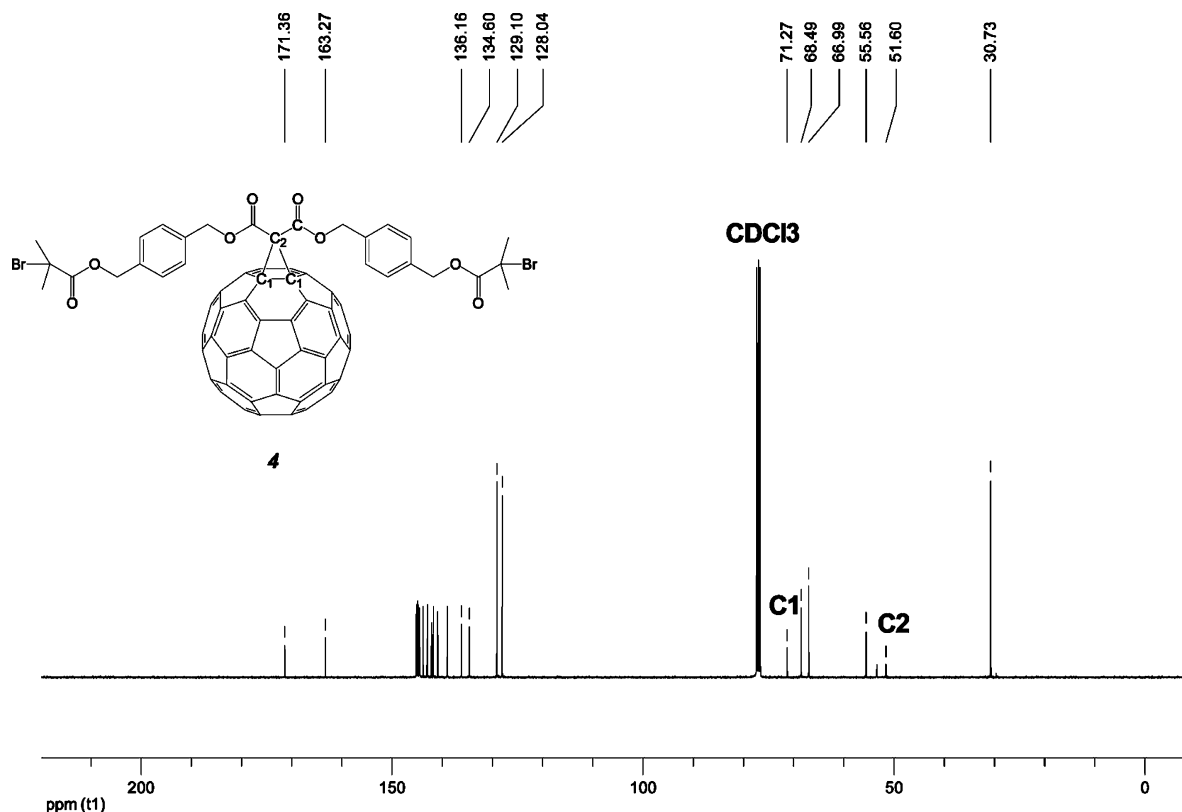 171.36
163.27
136.16
134.60
129.10
128.04
71.27
68.49
66.99
55.56
51.60
30.73
O O
O C C O
C2
Br O O Br
C1 C1
O O
4
CDCl3
C1
C2
200 150 100 50 0
ppm (t1)